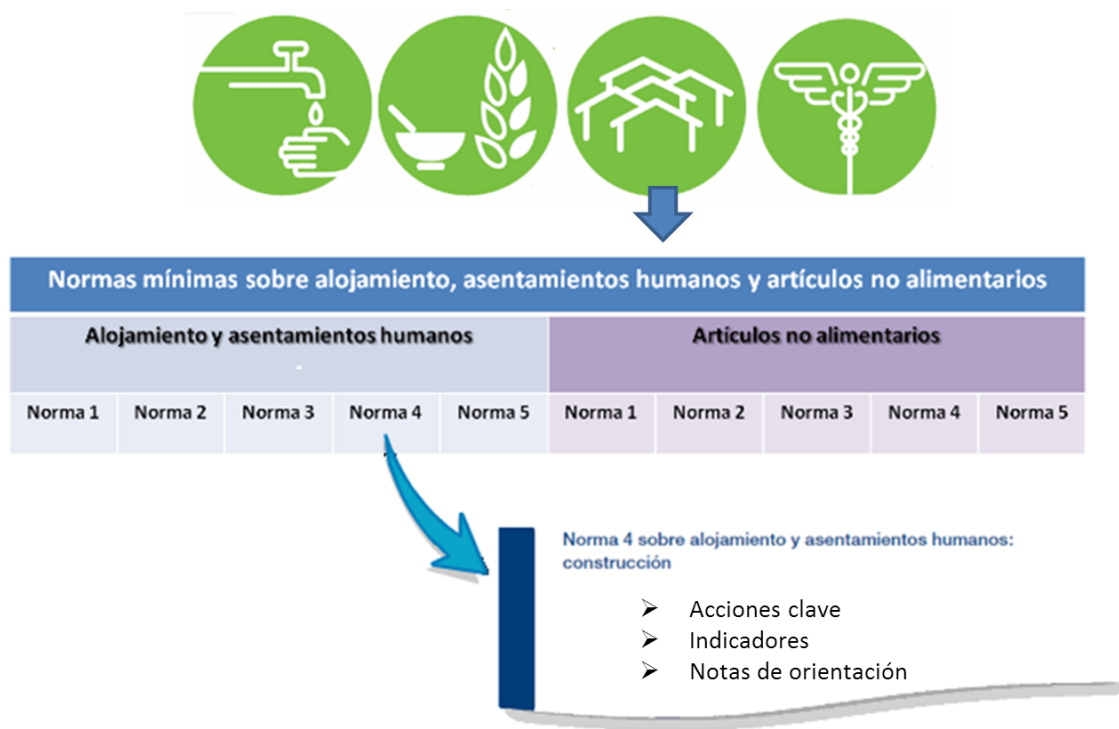 Normas mínimas sobre alojamiento, asentamientos humanos y artículos no alimentarios
Alojamiento y asentamientos humanos
Artículos no alimentarios
Norma 1
Norma 2
Norma 3
Norma 4
Norma 5
Norma 1
Norma 2
Norma 3
Norma 4
Norma 5
Norma 4 sobre alojamiento y asentamientos humanos:
construcción
Acciones clave
Indicadores
Notas de orientación